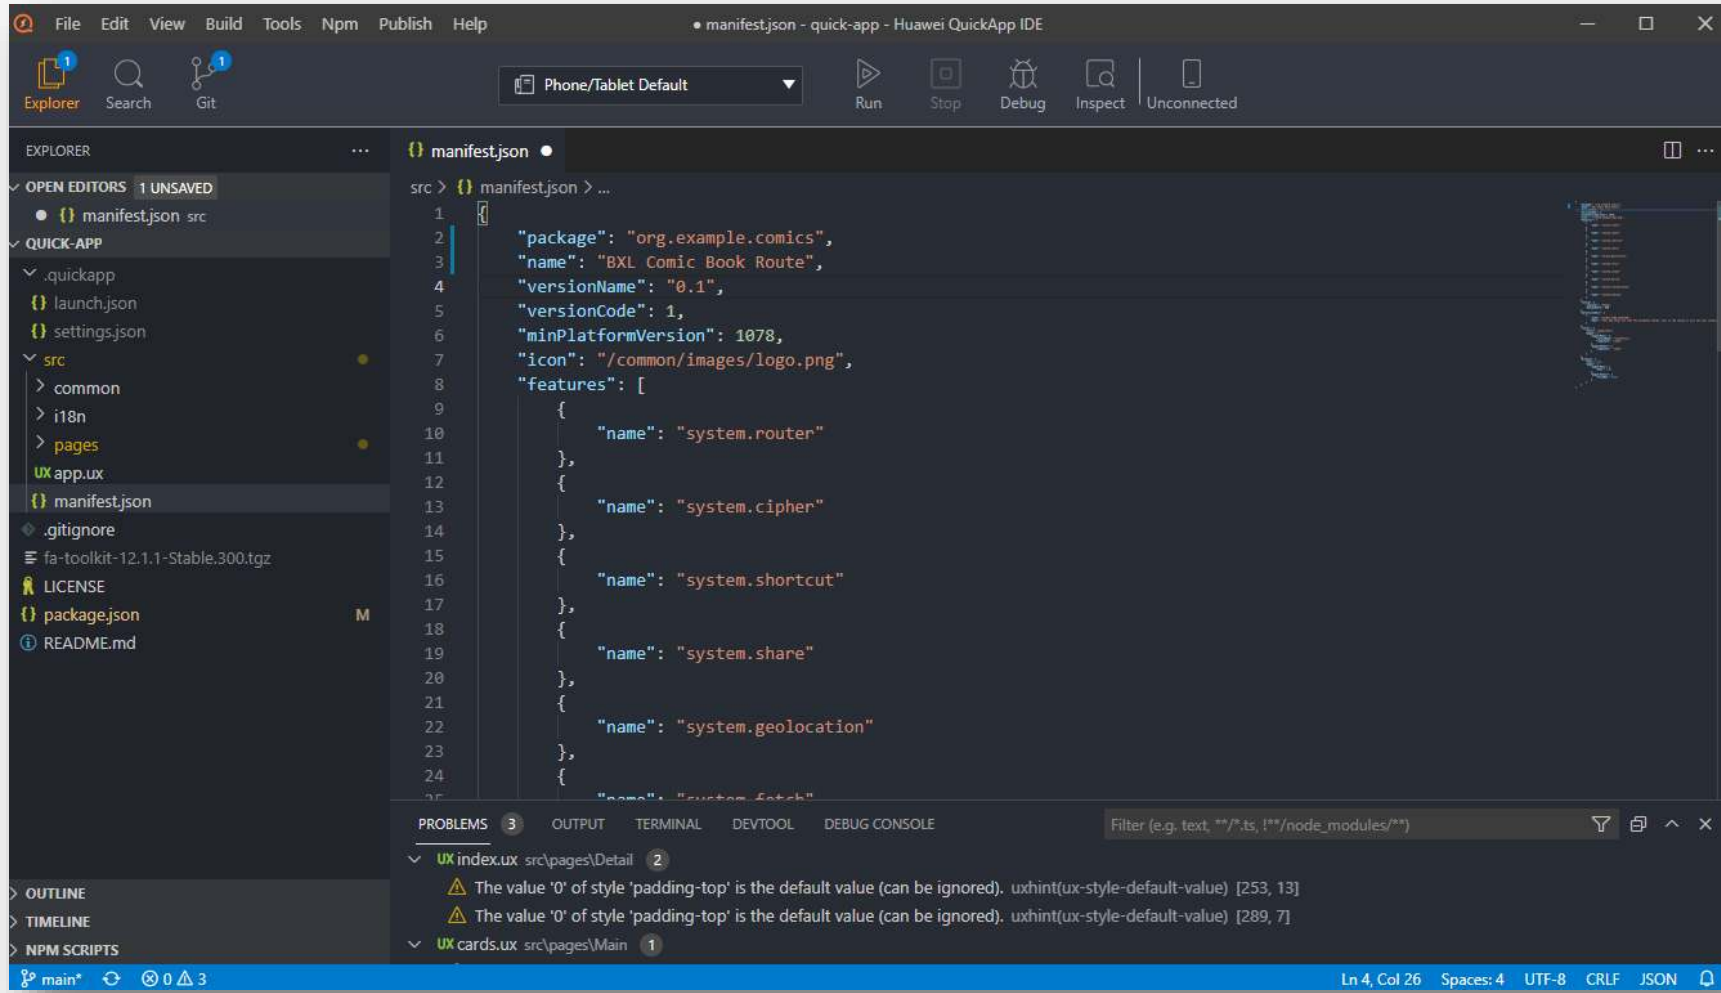 File Edit View Build Tools Npm Publish Help
● manifest.json - quick-app - Huawei QuickApp IDE
1 1
Explorer Search Git
Phone/Tablet Default
Run Stop Debug Inspect Unconnected
EXPLORER
OPEN EDITORS 1 UNSAVED
● {} manifest.json src
QUICK-APP
.quickapp
{} launch.json
{} settings.json
src
common
i18n
pages
UX app.ux
{} manifest.json
.gitignore
fa-toolkit-12.1.1-Stable.300.tgz
LICENSE
{} package.json M
README.md
OUTLINE
TIMELINE
NPM SCRIPTS
{} manifest.json ●
src > {} manifest.json > ...
1 {
2 "package": "org.example.comics",
3 "name": "BXL Comic Book Route",
4 "versionName": "0.1",
5 "versionCode": 1,
6 "minPlatformVersion": 1078,
7 "icon": "/common/images/logo.png",
8 "features": [
9 {
10 "name": "system.router"
11 },
12 {
13 "name": "system.cipher"
14 },
15 {
16 "name": "system.shortcut"
17 },
18 {
19 "name": "system.share"
20 },
21 {
22 "name": "system.geolocation"
23 },
24 {
25 "name": "system.fetch"
PROBLEMS 3 OUTPUT TERMINAL DEVTOOL DEBUG CONSOLE
Filter (e.g. text, **/*.ts, !**/node_modules/**)
UX index.ux src\pages\Detail 2
The value '0' of style 'padding-top' is the default value (can be ignored). uxhint(ux-style-default-value) [253, 13]
The value '0' of style 'padding-top' is the default value (can be ignored). uxhint(ux-style-default-value) [289, 7]
UX cards.ux src\pages\Main 1
main* 0 3
Ln 4, Col 26 Spaces: 4 UTF-8 CRLF JSON